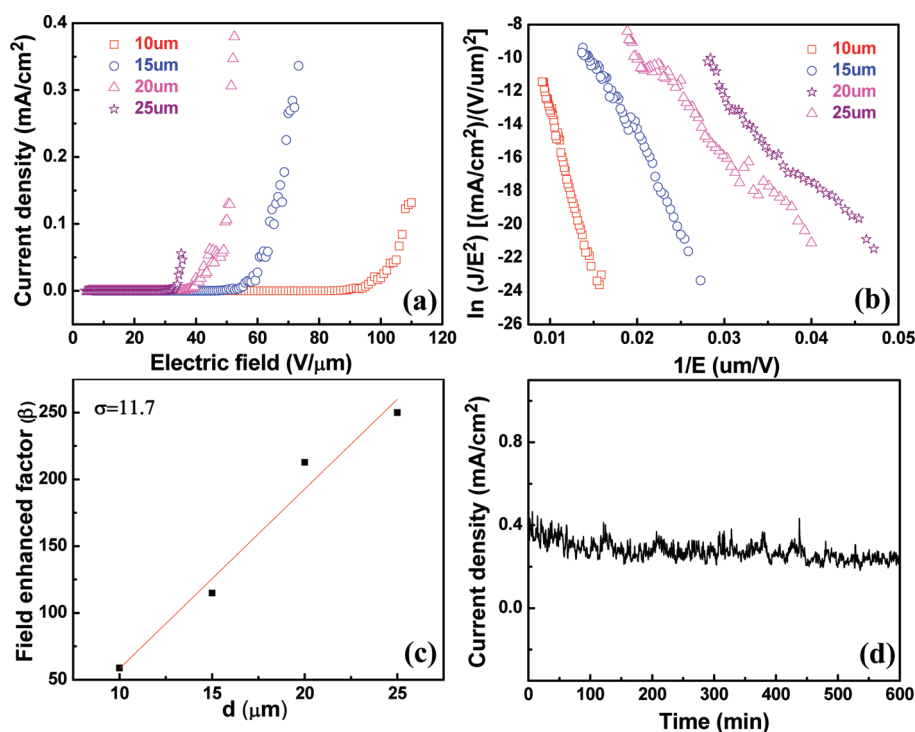 0.4
0.3
0.2
0.1
0.0
Current density (mA/cm²)
10um
15um
20um
25um
(a)
0 20 40 60 80 100 120
Electric field (V/μm)
-8
-10
-12
-14
-16
-18
-20
-22
-24
-26
ln (J/E²) [(mA/cm²)/(V/um)²]
10um
15um
20um
25um
(b)
0.01 0.02 0.03 0.04 0.05
1/E (um/V)
250
200
150
100
50
Field enhanced factor (β)
σ=11.7
(c)
10 15 20 25
d (μm)
0.8
0.4
0.0
Current density (mA/cm²)
(d)
0 100 200 300 400 500 600
Time (min)